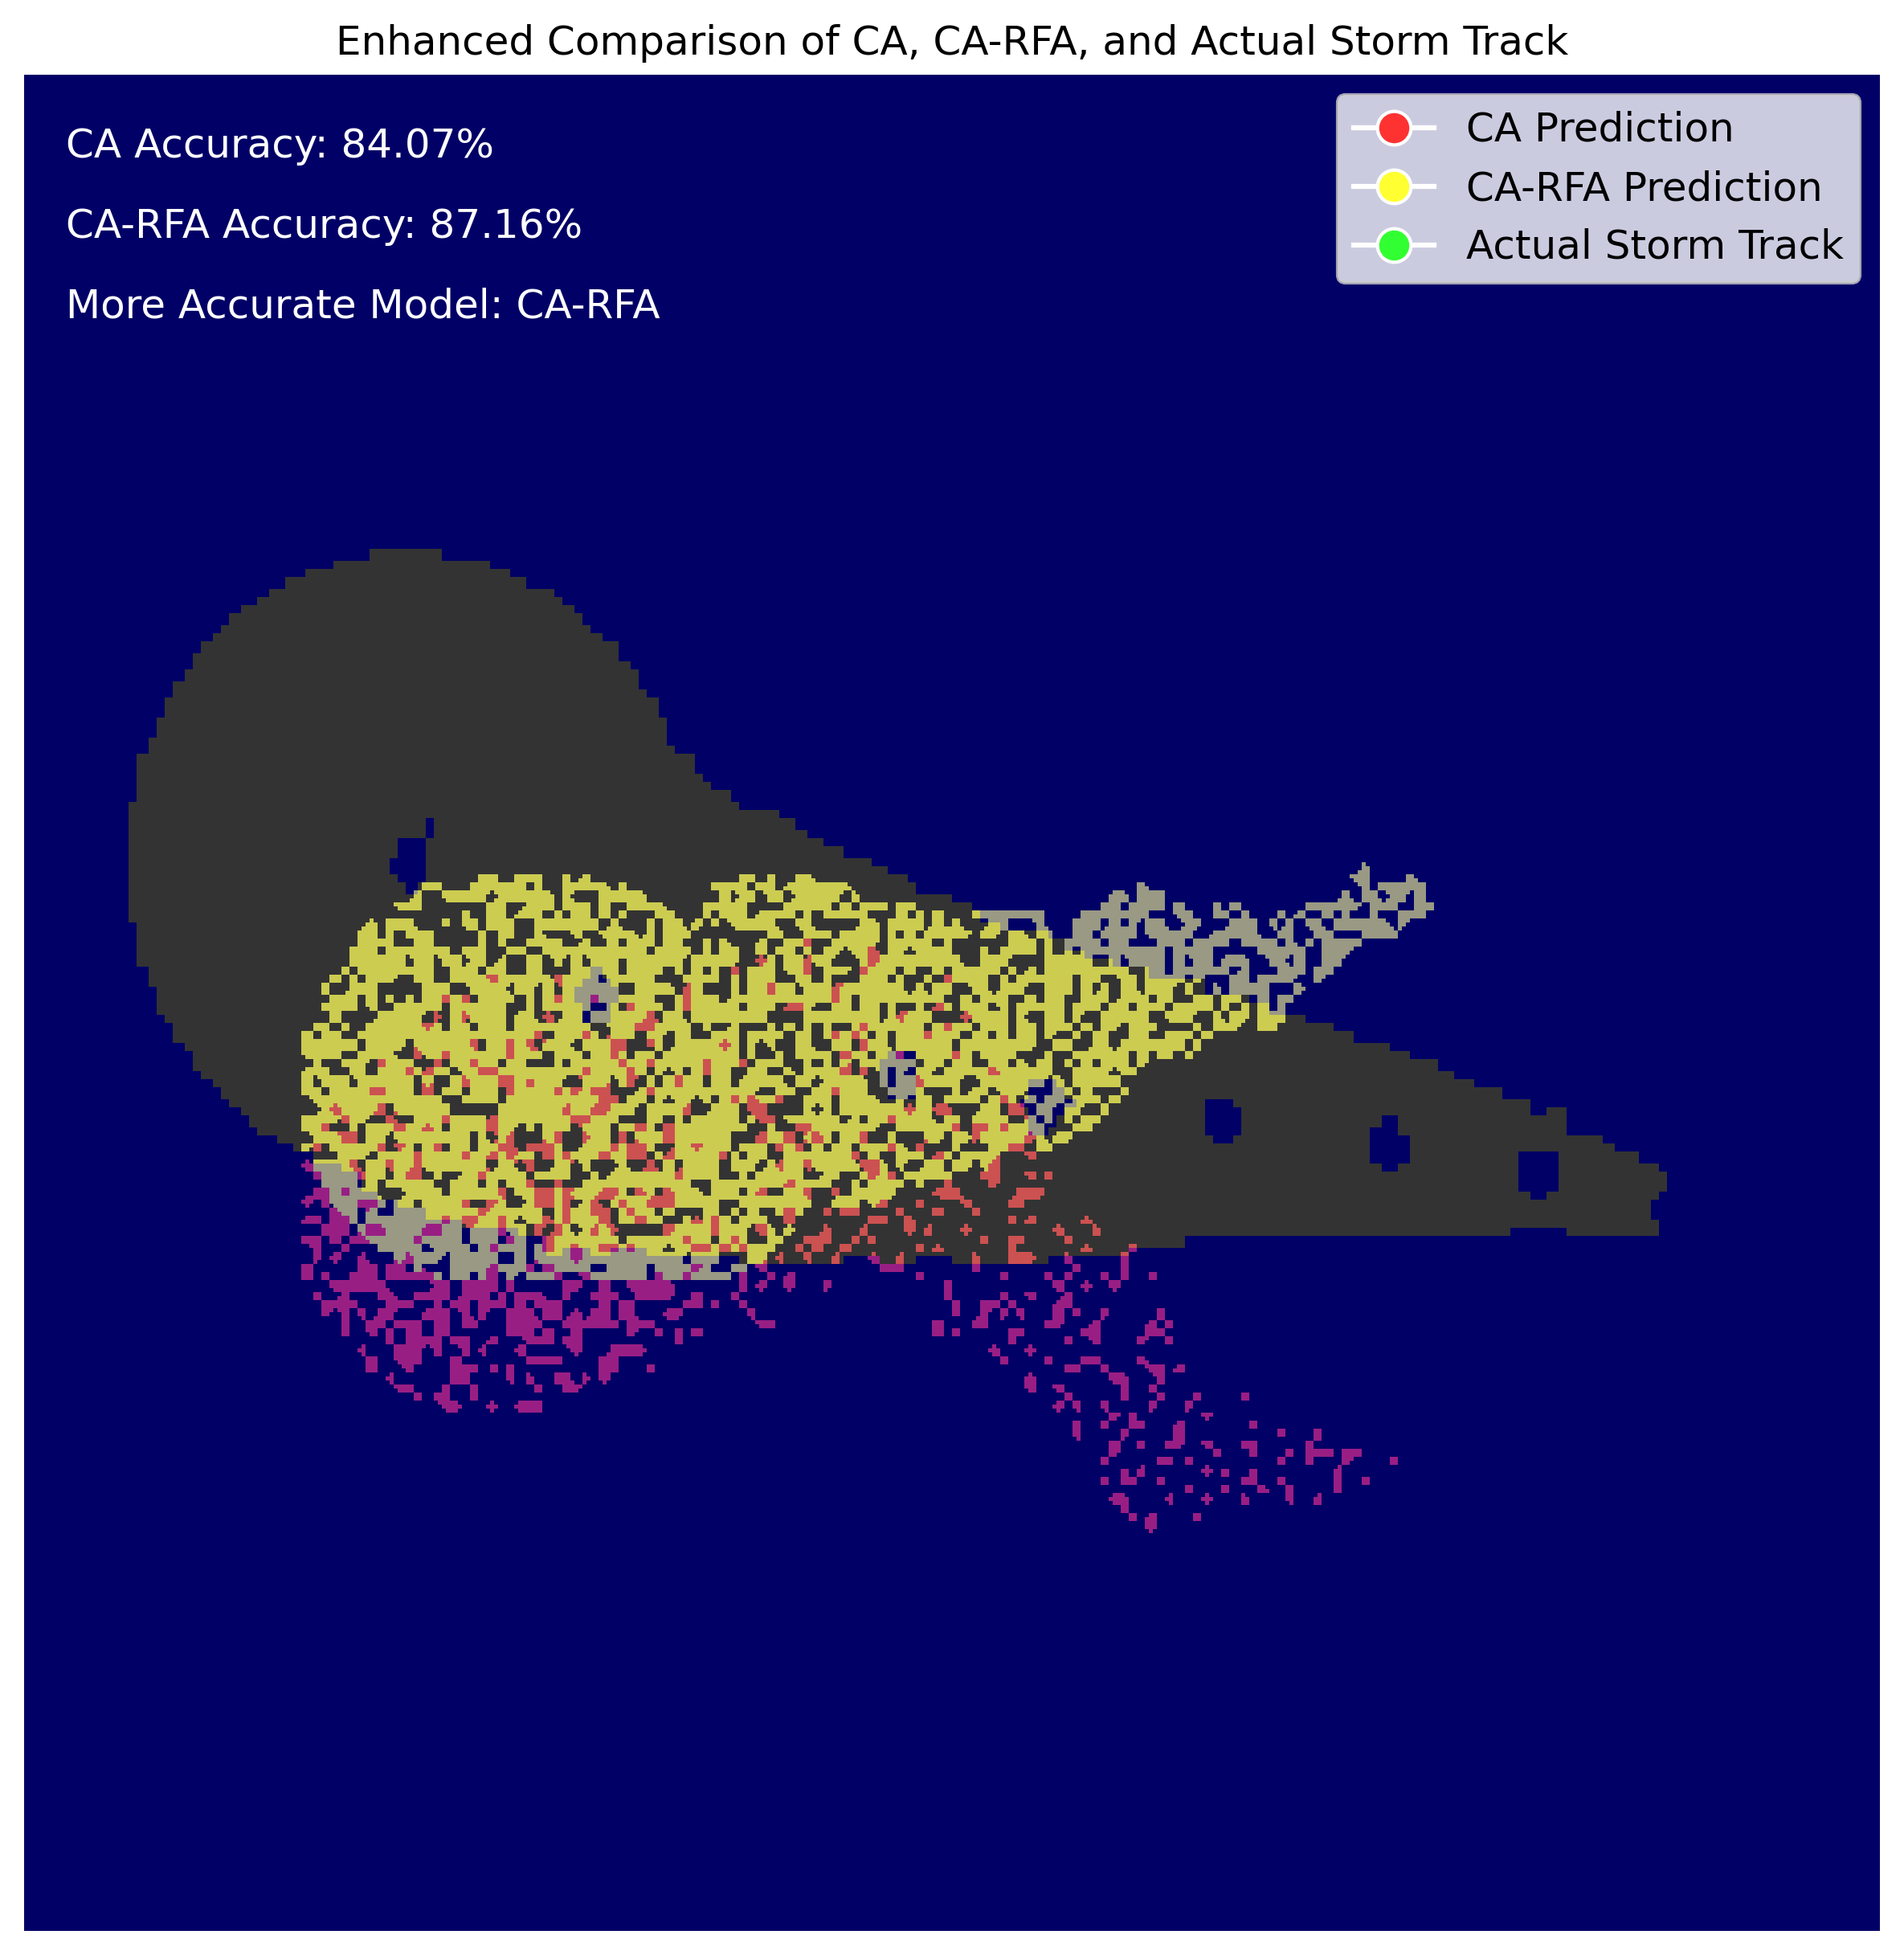 Enhanced Comparison of CA, CA-RFA, and Actual Storm Track
CA Accuracy: 84.07%
CA-RFA Accuracy: 87.16%
More Accurate Model: CA-RFA
CA Prediction
CA-RFA Prediction
Actual Storm Track